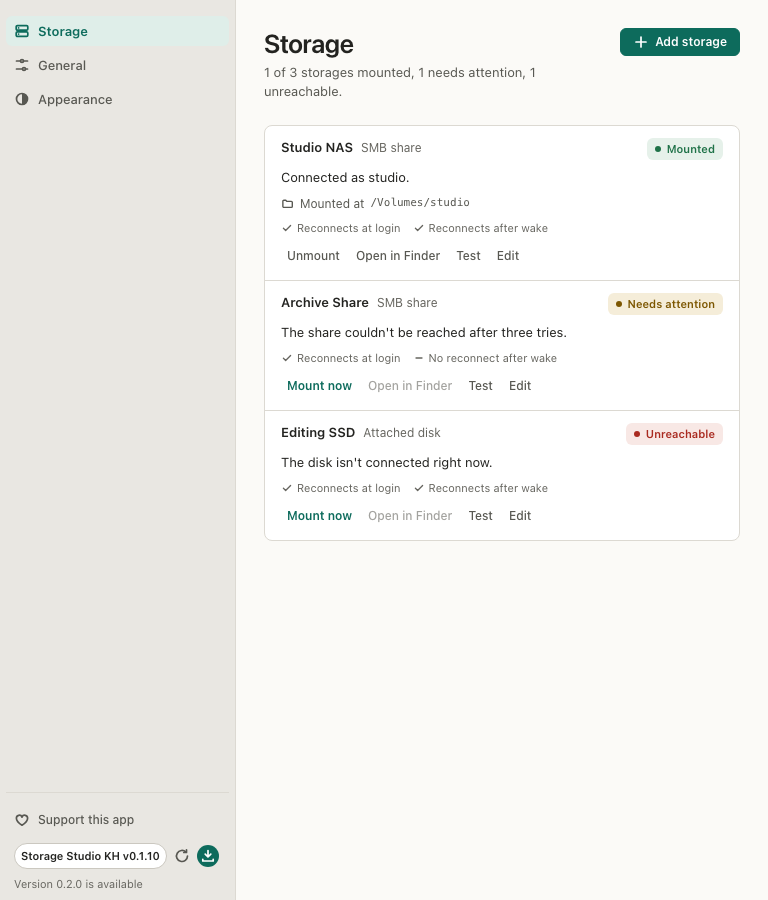 Storage
General
Appearance
Support this app
Storage Studio KH v0.1.10
Version 0.2.0 is available
Storage
Add storage
1 of 3 storages mounted, 1 needs attention, 1
unreachable.
Studio NAS SMB share Mounted
Connected as studio.
Mounted at /Volumes/studio
Reconnects at login Reconnects after wake
Unmount Open in Finder Test Edit
Archive Share SMB share Needs attention
The share couldn't be reached after three tries.
Reconnects at login No reconnect after wake
Mount now Open in Finder Test Edit
Editing SSD Attached disk Unreachable
The disk isn't connected right now.
Reconnects at login Reconnects after wake
Mount now Open in Finder Test Edit